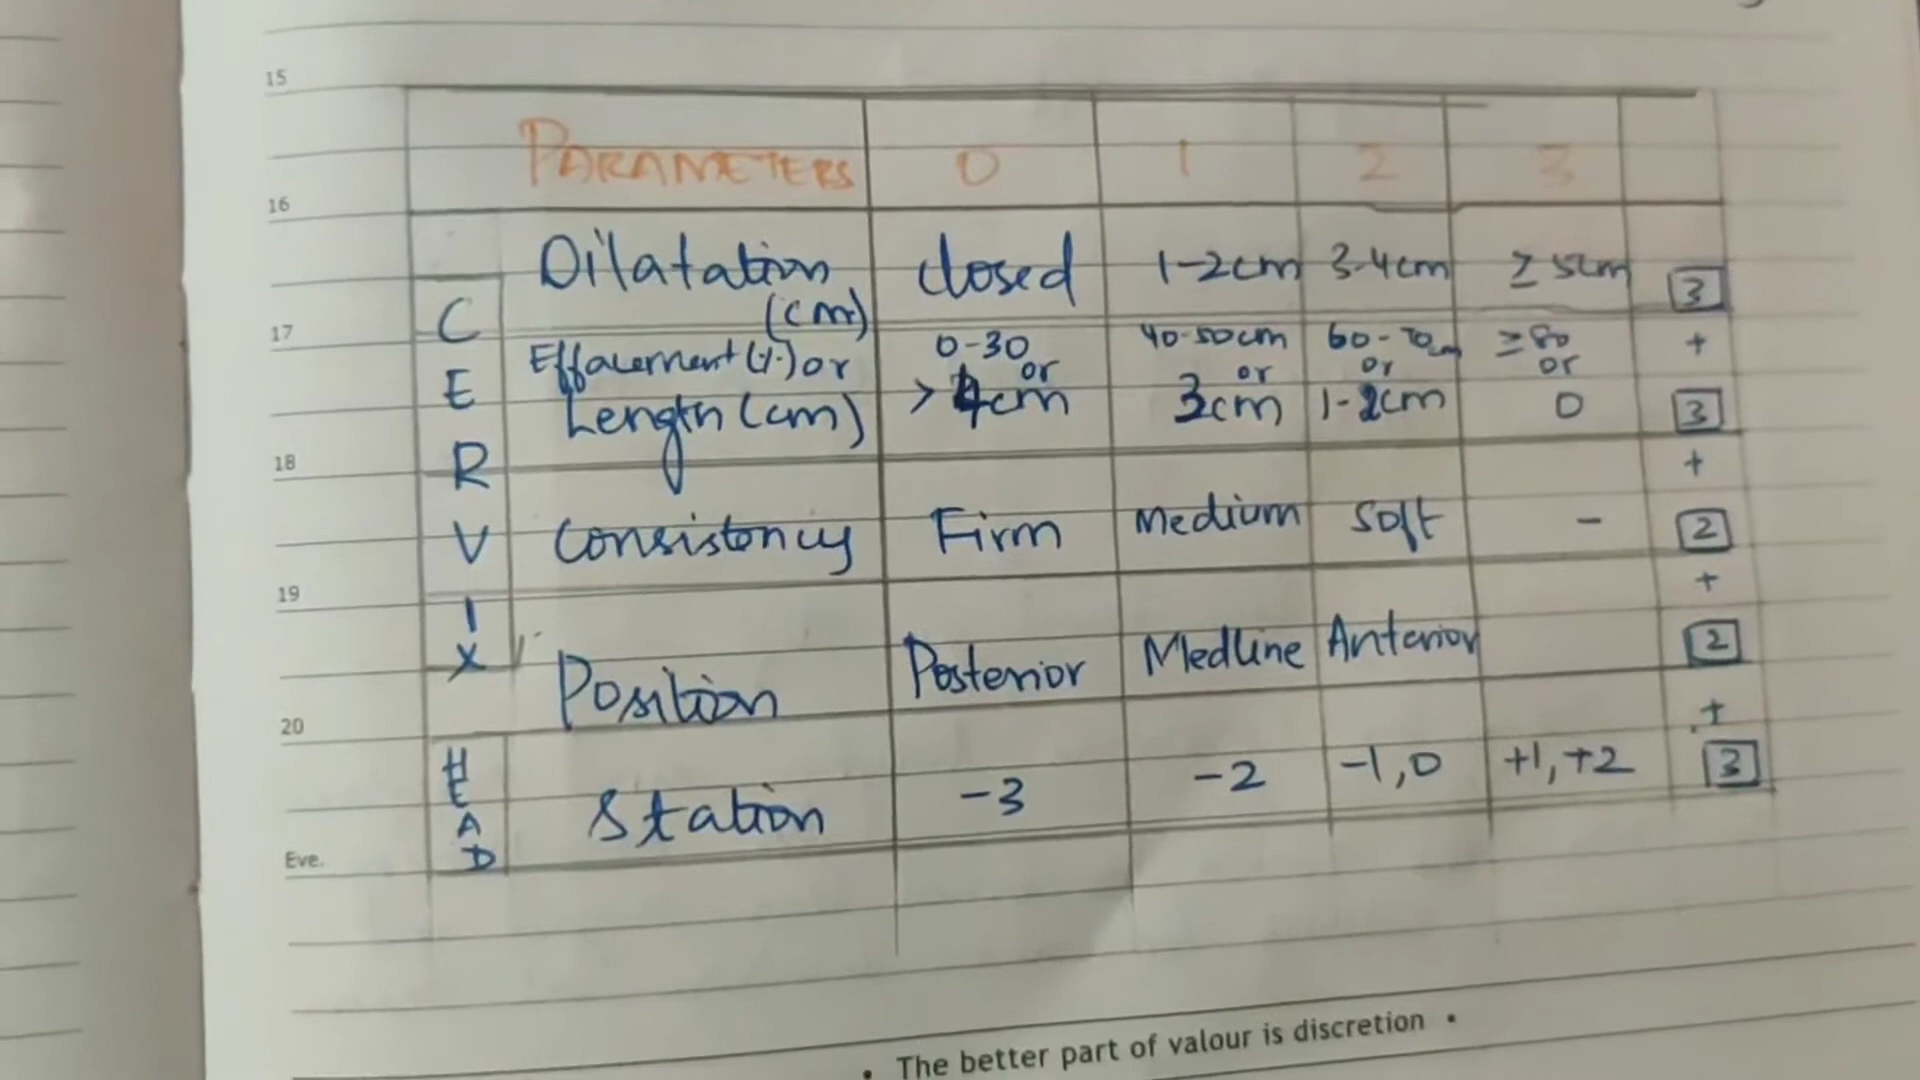 15
PARAMETERS 0 1 2 3
16
Dilatation (cm) closed 1-2cm 3-4cm ≥ 5cm 3
17
Effacement (%) or 0-30 or 40-50cm or 60-70cm or ≥80 or +
Length (cm) > 4cm 3cm 1-2cm 0 3
18
+
Consistency Firm Medium Soft - 2
19
+
Position Posterior Medline Anterior 2
20
+
Station -3 -2 -1,0 +1,+2 3
CERVIX
HEAD
Eve.
• The better part of valour is discretion •